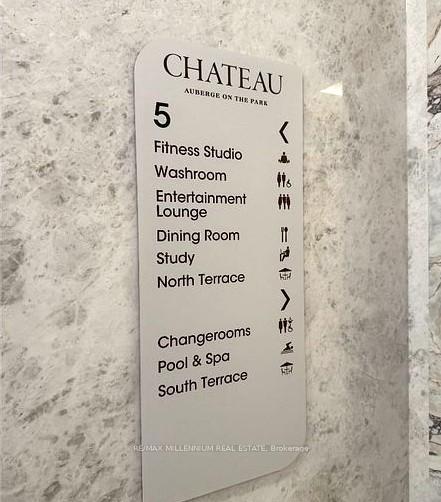 CHATEAU
AUBERGE ON THE PARK
5
Fitness Studio
Washroom
Entertainment
Lounge
Dining Room
Study
North Terrace
Changerooms
Pool & Spa
South Terrace
RE/MAX MILLENNIUM REAL ESTATE, Brokerage